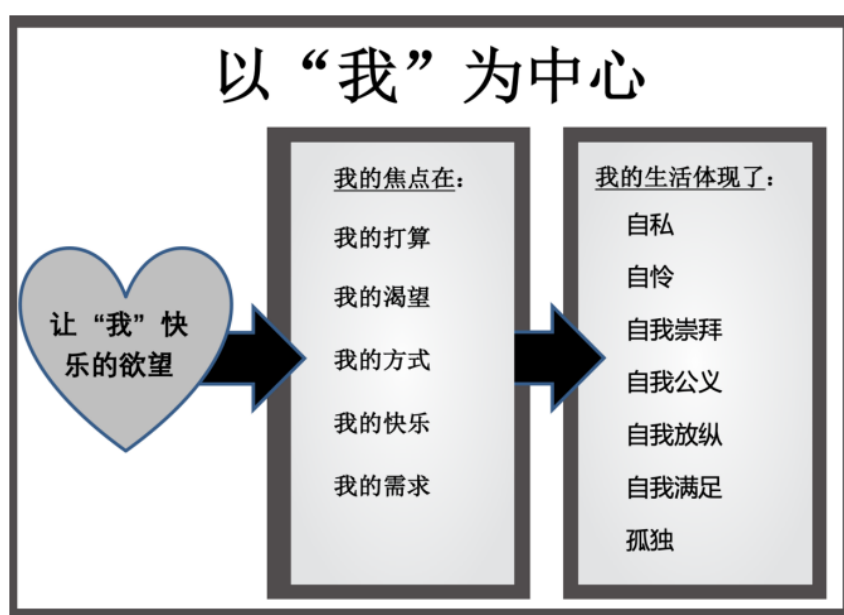 以“我”为中心
让“我”快
乐的欲望
我的焦点在：
我的打算
我的渴望
我的方式
我的快乐
我的需求
我的生活体现了：
自私
自怜
自我崇拜
自我公义
自我放纵
自我满足
孤独